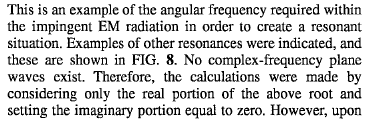 This is an example of the angular frequency required within
the impingent EM radiation in order to create a resonant
situation. Examples of other resonances were indicated, and
these are shown in FIG. 8. No complex-frequency plane
waves exist. Therefore, the calculations were made by
considering only the real portion of the above root and
setting the imaginary portion equal to zero. However, upon